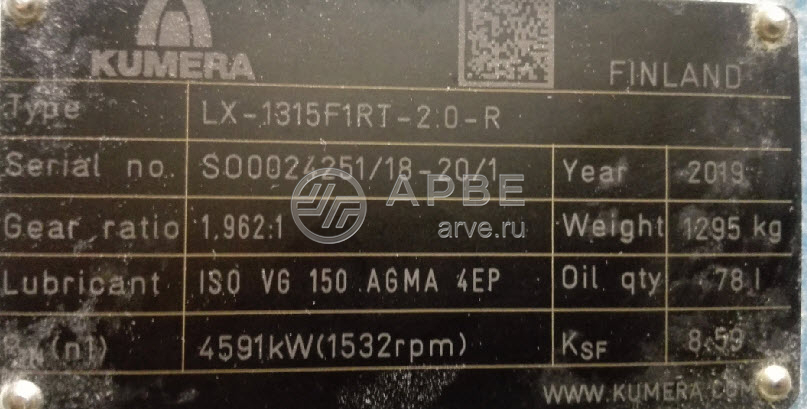 KUMERA
FINLAND
Type LX-1315F1RT-2.0-R
Serial no. S00024251/18-20/1 Year 2019
АРВЕ
arve.ru
Gear ratio 1.962:1 Weight 1295 kg
Lubricant ISO VG 150 AGMA 4EP Oil qty 78 l
(n1) 4591kW(1532rpm) KSF 8.59
WWW.KUMERA.COM